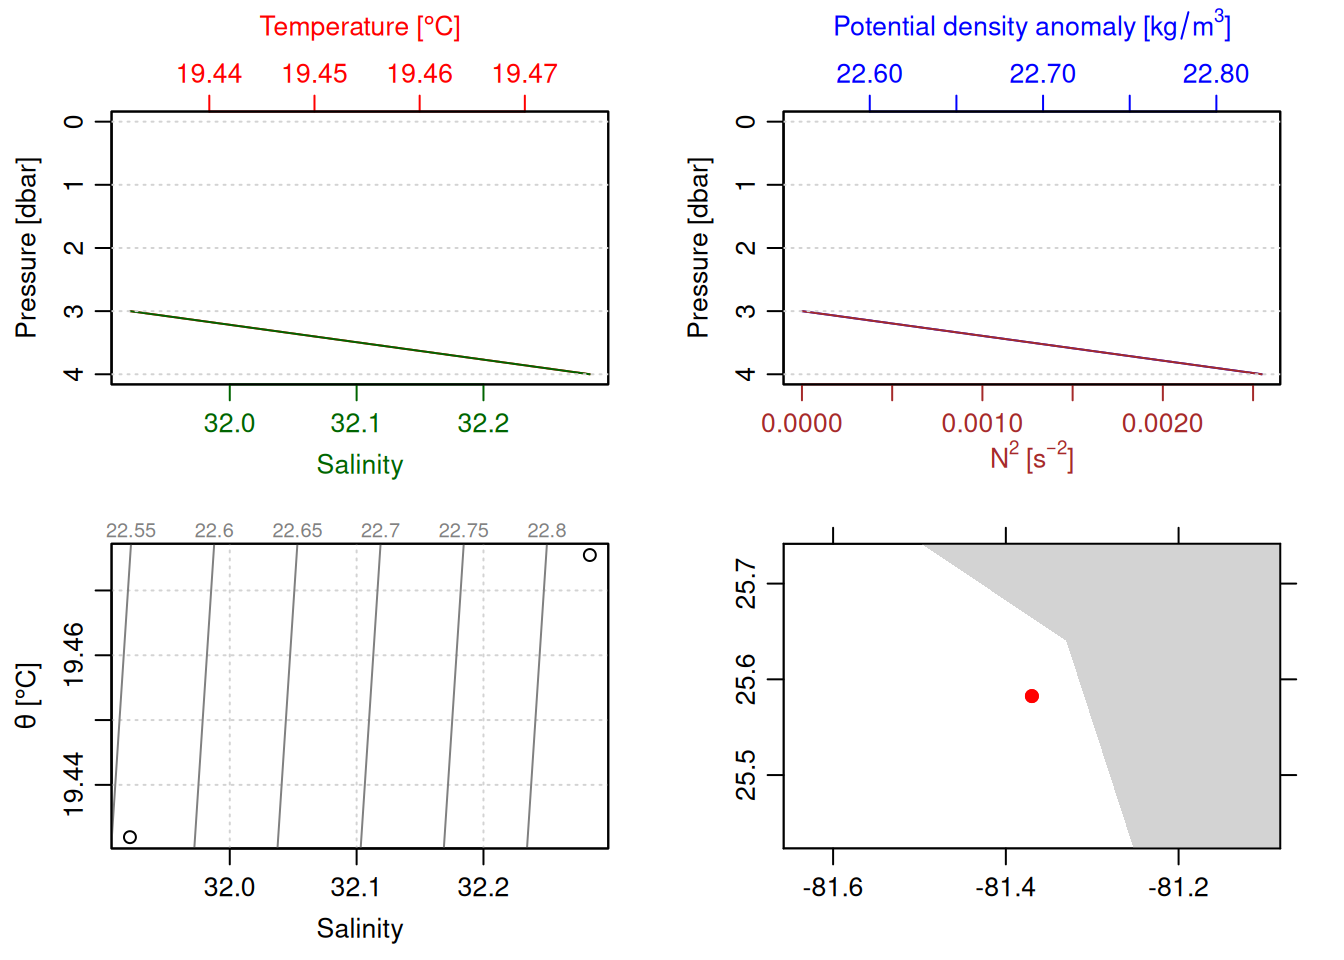 Temperature [°C]
19.44 19.45 19.46 19.47
Pressure [dbar]
0
1
2
3
4
32.0 32.1 32.2
Salinity
Potential density anomaly [kg/m³]
22.60 22.70 22.80
Pressure [dbar]
0
1
2
3
4
0.0000 0.0010 0.0020
N² [s⁻²]
22.55 22.6 22.65 22.7 22.75 22.8
θ [°C]
19.46
19.44
32.0 32.1 32.2
Salinity
25.7
25.6
25.5
-81.6 -81.4 -81.2